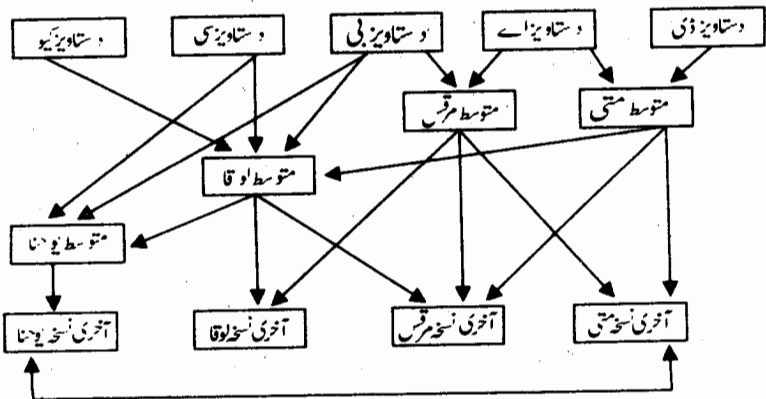 دستاویز ڈی
دستاویز اے
دستاویز بی
دستاویز سی
دستاویز کیو
متوسط متی
متوسط مرقس
متوسط لوقا
متوسط یوحنا
آخری نسخہ متی
آخری نسخہ مرقس
آخری نسخہ لوقا
آخری نسخہ یوحنا